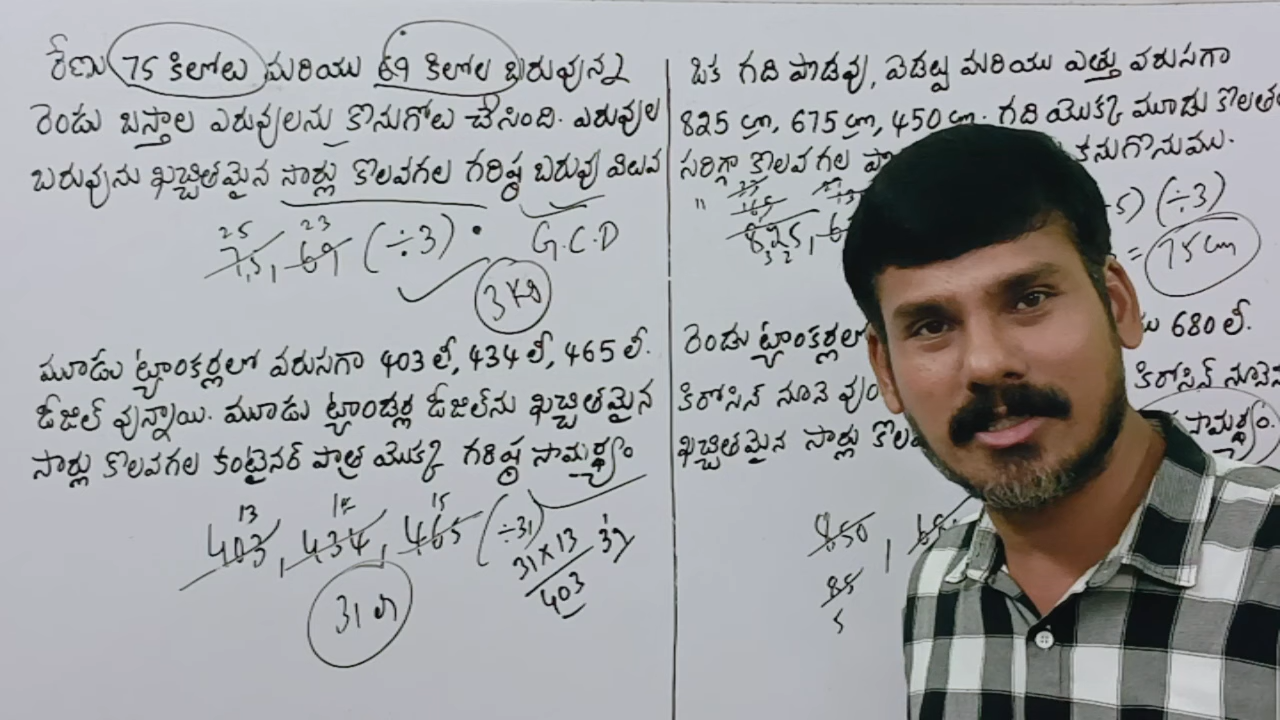 రేణు 75 కిలోలు మరియు 69 కిలోల బరువున్న
రెండు బస్తాల ఎరువులను కొనుగోలు చేసింది. ఎరువుల
బరువును ఖచ్చితమైన సార్లు కొలవగల గరిష్ఠ బరువు విలువ
25 23
75, 69 (÷3) G.C.D
3 Kg
మూడు ట్యాంకర్లలో వరుసగా 403 లీ, 434 లీ, 465 లీ.
డీజిల్ వున్నాయి. మూడు ట్యాండర్ల డీజిల్‌ను ఖచ్చితమైన
సార్లు కొలవగల కంటైనర్ పాత్ర యొక్క గరిష్ఠ సామర్థ్యం
13 14 15
403, 434, 465 (÷31)
31 × 13
403
31 లీ
ఒక గది పొడవు, వెడల్పు మరియు ఎత్తు వరుసగా
825 cm, 675 cm, 450 cm. గది యొక్క మూడు కొలతల
సరిగ్గా కొలవగల కనుగొనుము.
825, 5) (÷3)
= 75 cm
రెండు ట్యాంకర్లలో 680 లీ.
కిరోసిన్ నూనె కిరోసిన్ నూనెన
ఖచ్చితమైన సార్లు సామర్థ్యం.
850,
85
5